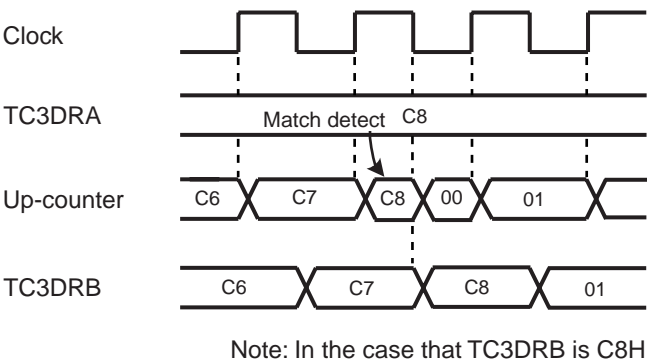 Clock
TC3DRA
Match detect C8
Up-counter C6 C7 C8 00 01
TC3DRB C6 C7 C8 01
Note: In the case that TC3DRB is C8H